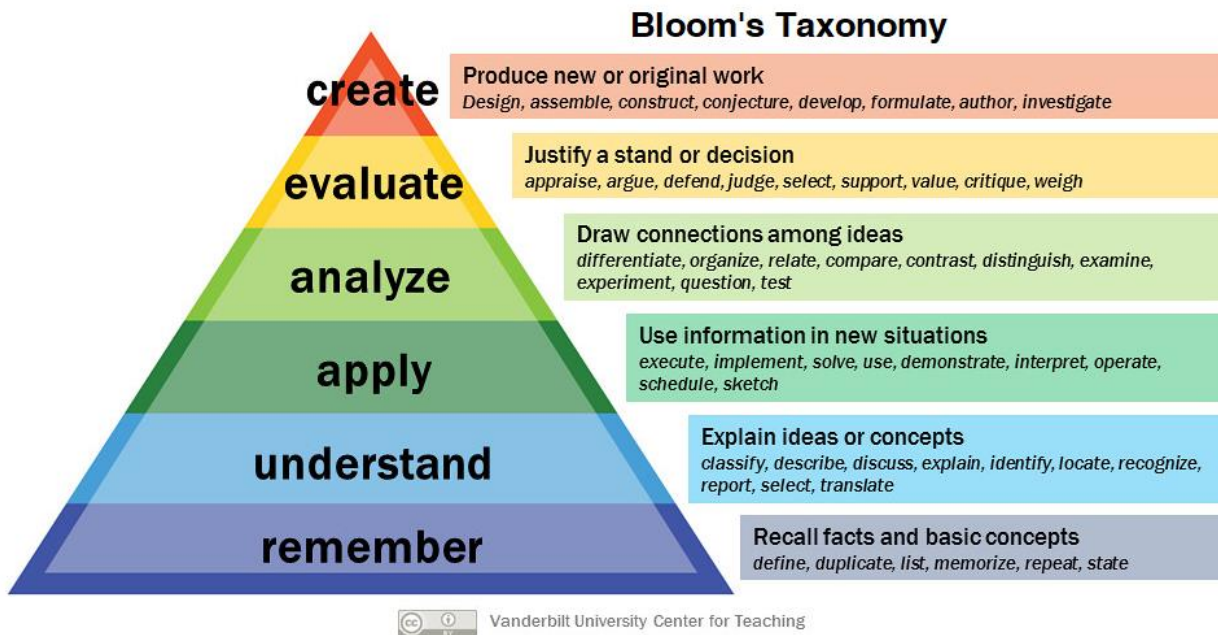 Bloom's Taxonomy
create
Produce new or original work
Design, assemble, construct, conjecture, develop, formulate, author, investigate
evaluate
Justify a stand or decision
appraise, argue, defend, judge, select, support, value, critique, weigh
analyze
Draw connections among ideas
differentiate, organize, relate, compare, contrast, distinguish, examine,
experiment, question, test
apply
Use information in new situations
execute, implement, solve, use, demonstrate, interpret, operate,
schedule, sketch
understand
Explain ideas or concepts
classify, describe, discuss, explain, identify, locate, recognize,
report, select, translate
remember
Recall facts and basic concepts
define, duplicate, list, memorize, repeat, state
cc
Vanderbilt University Center for Teaching